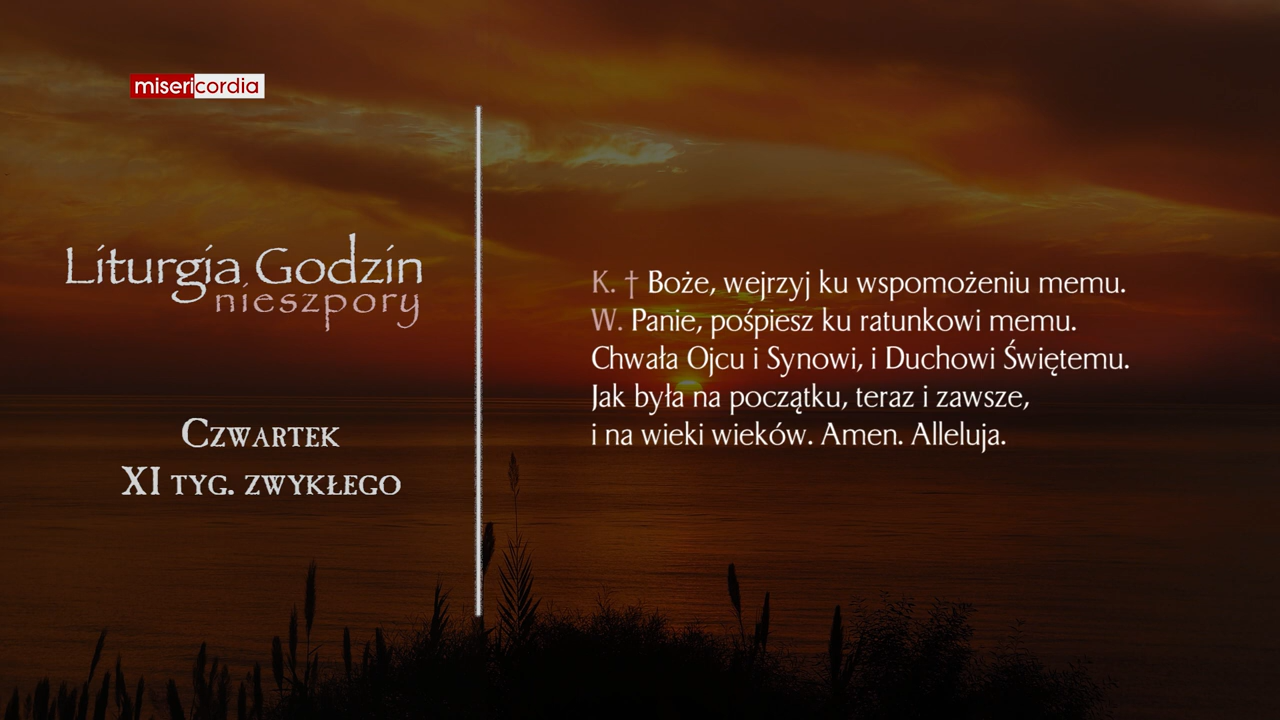 misericordia
Liturgia Godzin
nieszpory
Czwartek
XI tyg. zwykłego
K. † Boże, wejrzyj ku wspomożeniu memu.
W. Panie, pośpiesz ku ratunkowi memu.
Chwała Ojcu i Synowi, i Duchowi Świętemu.
Jak była na początku, teraz i zawsze,
i na wieki wieków. Amen. Alleluja.